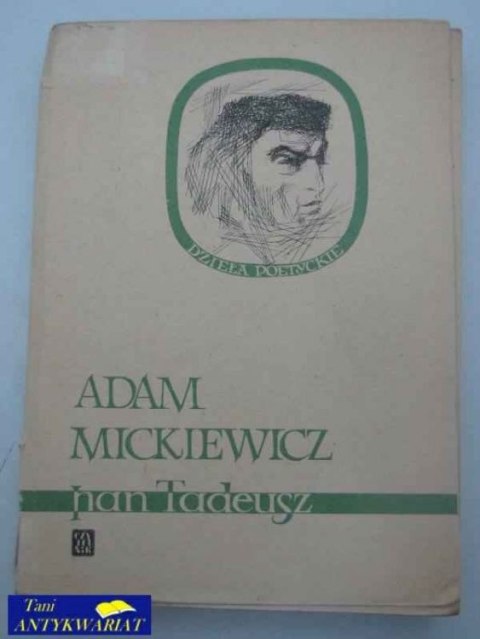 DZIEŁA POETYCKIE
ADAM
MICKIEWICZ
pan Tadeusz
Tani
ANTYKWARIAT